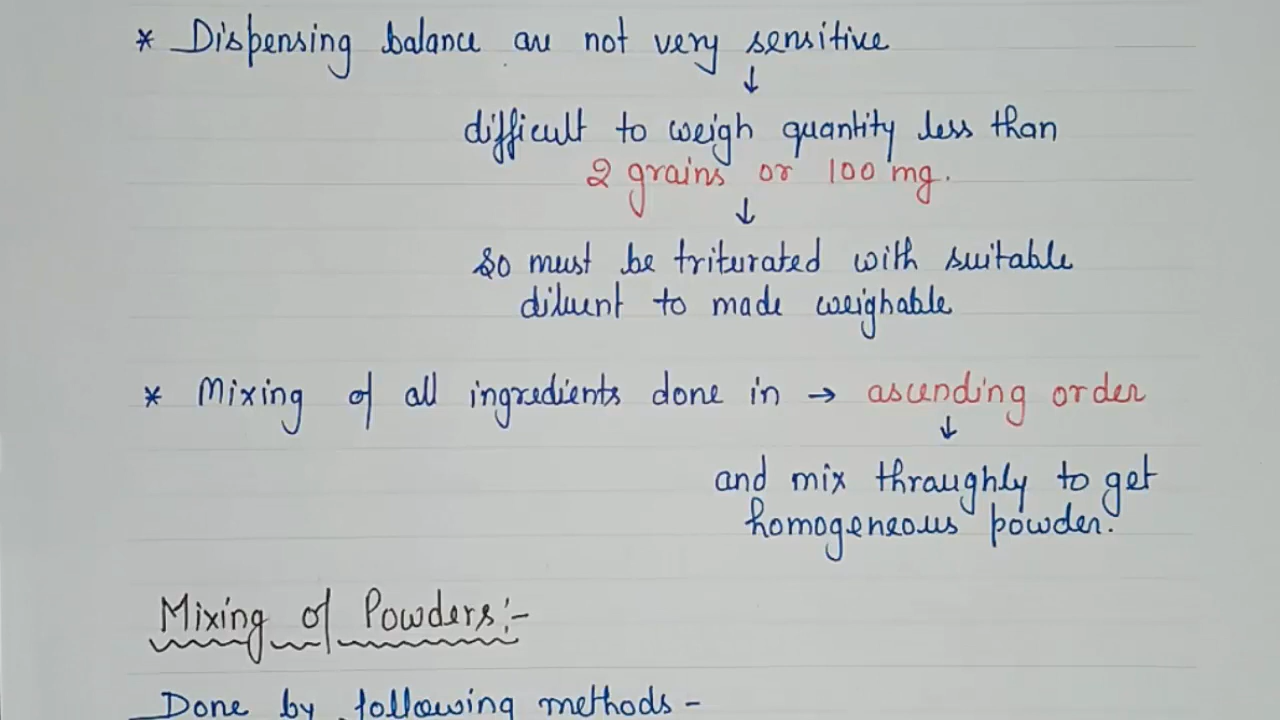 * Dispensing balance are not very sensitive
↓
difficult to weigh quantity less than
2 grains or 100 mg.
↓
so must be triturated with suitable
diluent to made weighable
* Mixing of all ingredients done in → ascending order
↓
and mix thraughly to get
homogeneous powder.
Mixing of Powders:-
Done by following methods -